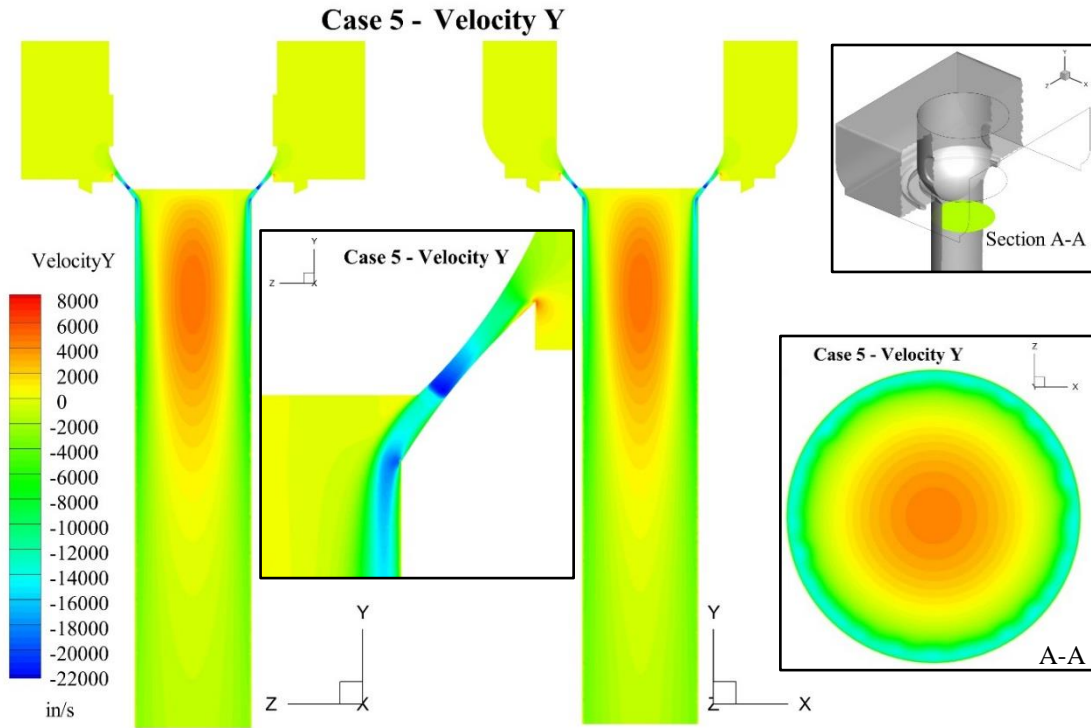 Case 5 - Velocity Y
Y
Z
X
Section A-A
VelocityY
8000
6000
4000
2000
0
-2000
-4000
-6000
-8000
-10000
-12000
-14000
-16000
-18000
-20000
-22000
in/s
Y
Z
X
Case 5 - Velocity Y
Case 5 - Velocity Y
Z
Y
X
A-A
Y
Z
X
Y
Z
X